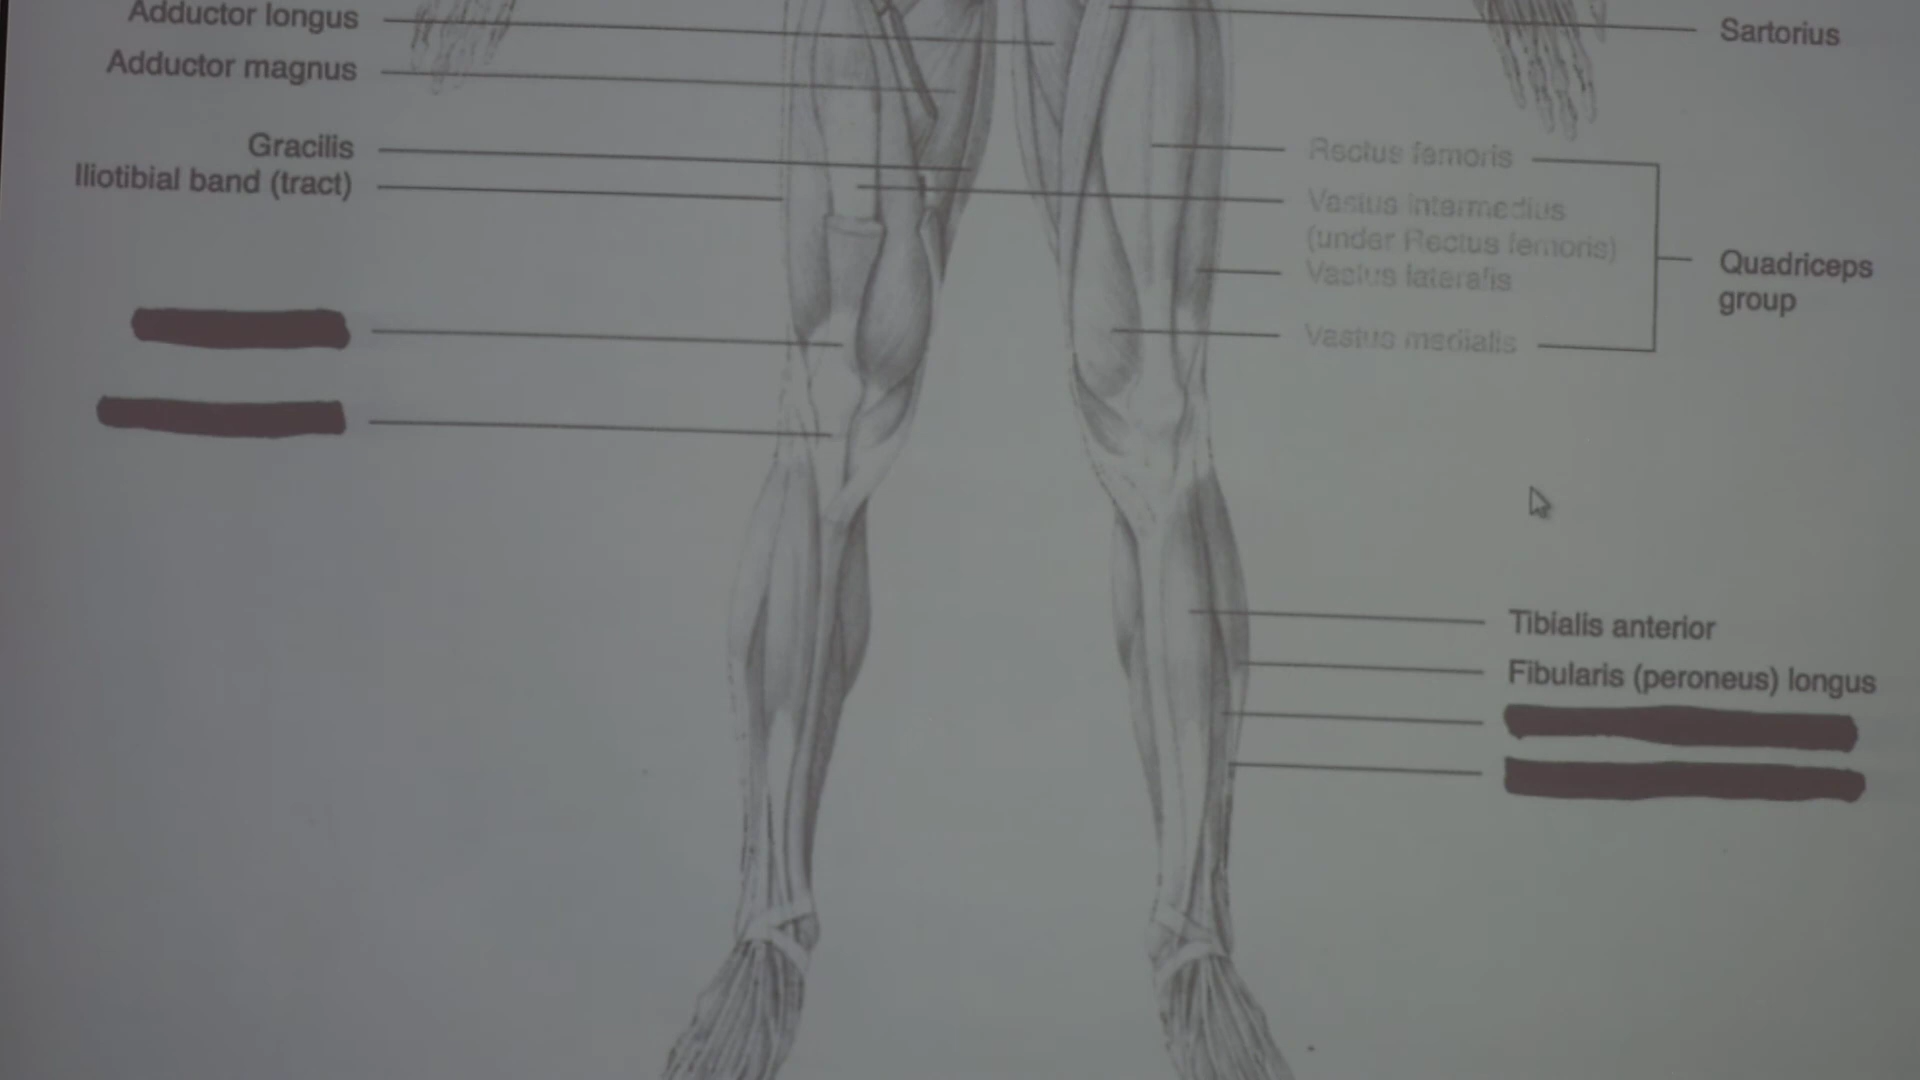 Adductor longus
Adductor magnus
Gracilis
Iliotibial band (tract)
Sartorius
Rectus femoris
Vastus intermedius
(under Rectus femoris)
Vastus lateralis
Vastus medialis
Quadriceps
group
Tibialis anterior
Fibularis (peroneus) longus